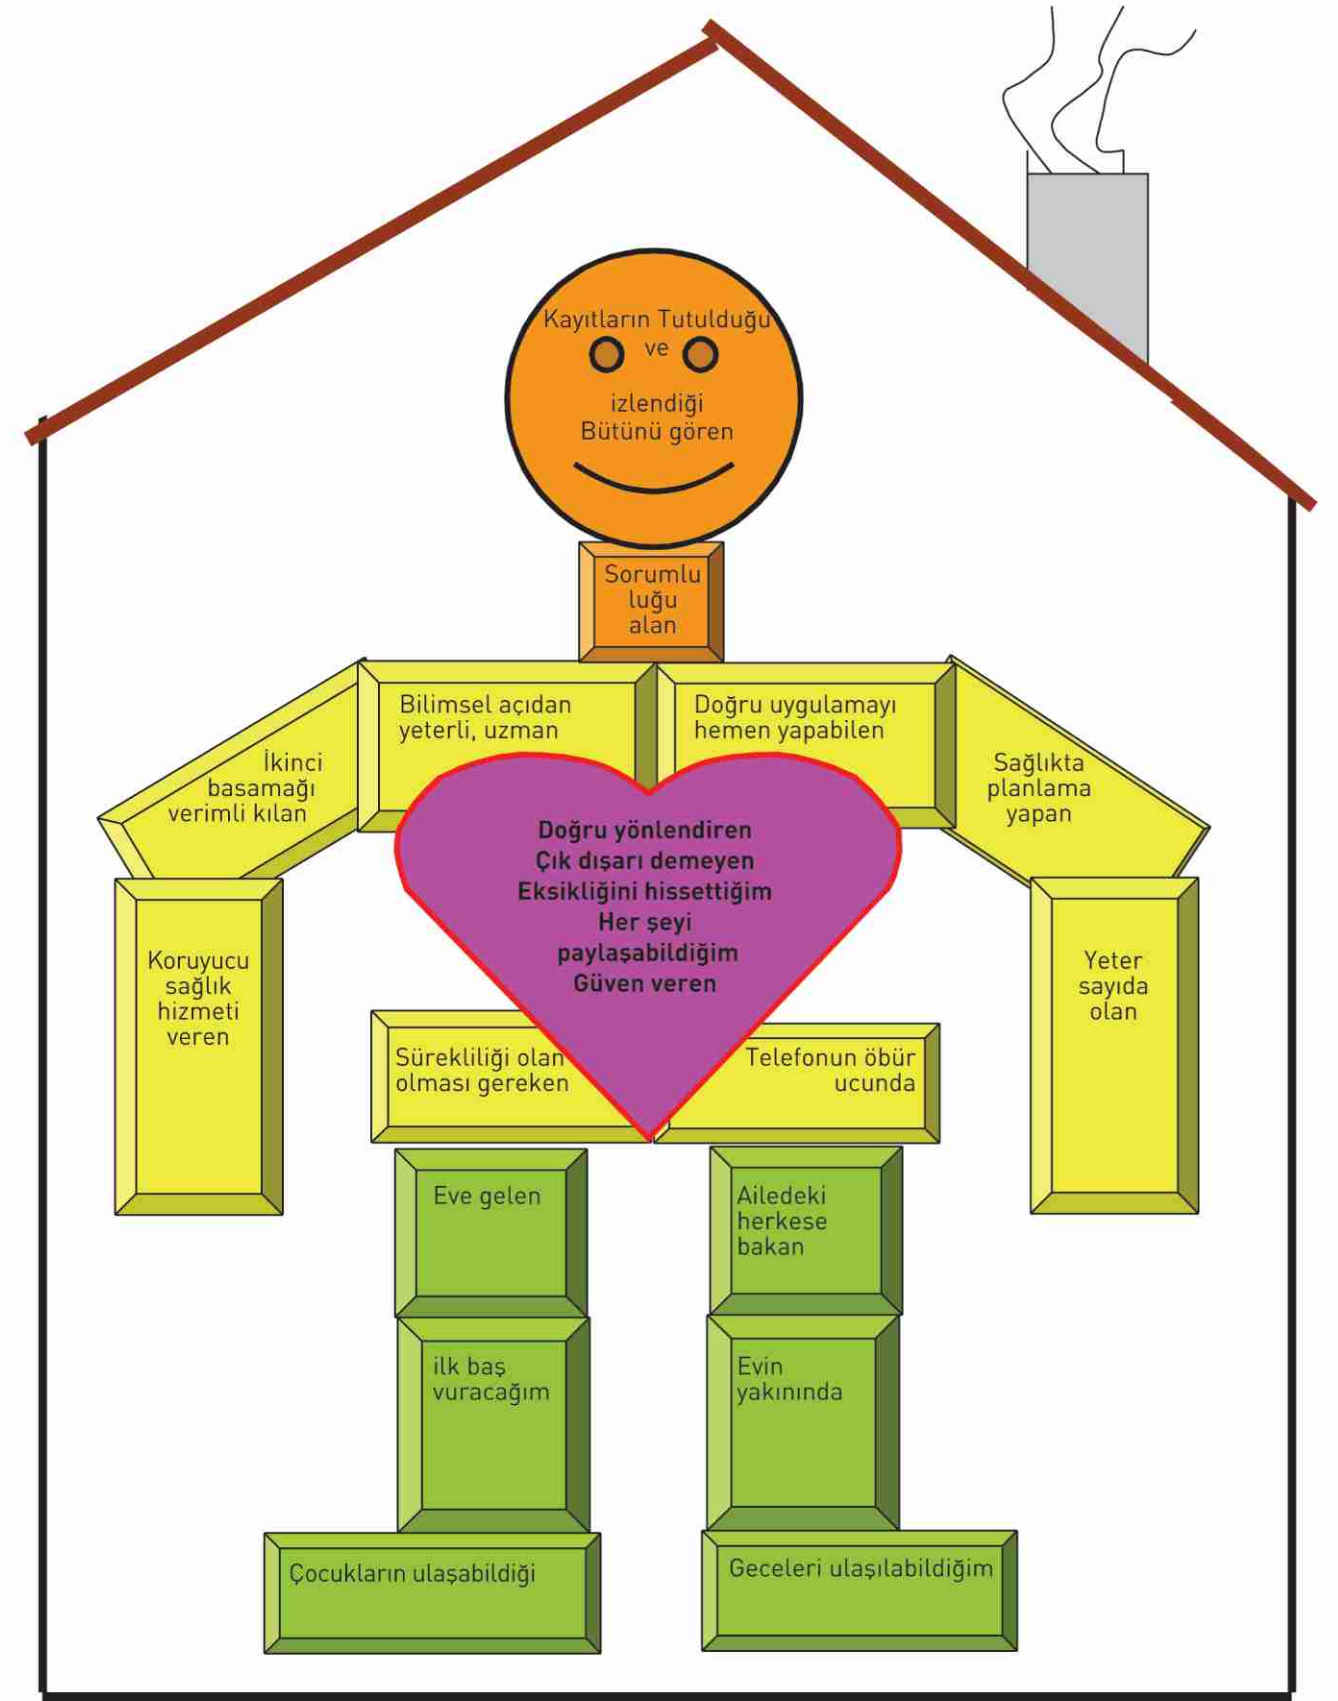 Kayıtların Tutulduğu
ve
izlendiği
Bütünü gören
Sorumlu
luğu
alan
Bilimsel açıdan
yeterli, uzman
Doğru uygulamayı
hemen yapabilen
İkinci
basamağı
verimli kılan
Sağlıkta
planlama
yapan
Doğru yönlendiren
Çık dışarı demeyen
Eksikliğini hissettiğim
Her şeyi
paylaşabildiğim
Güven veren
Koruyucu
sağlık
hizmeti
veren
Yeter
sayıda
olan
Sürekliliği olan
olması gereken
Telefonun öbür
ucunda
Eve gelen
Ailedeki
herkese
bakan
ilk baş
vuracağım
Evin
yakınında
Çocukların ulaşabildiği
Geceleri ulaşılabildiğim